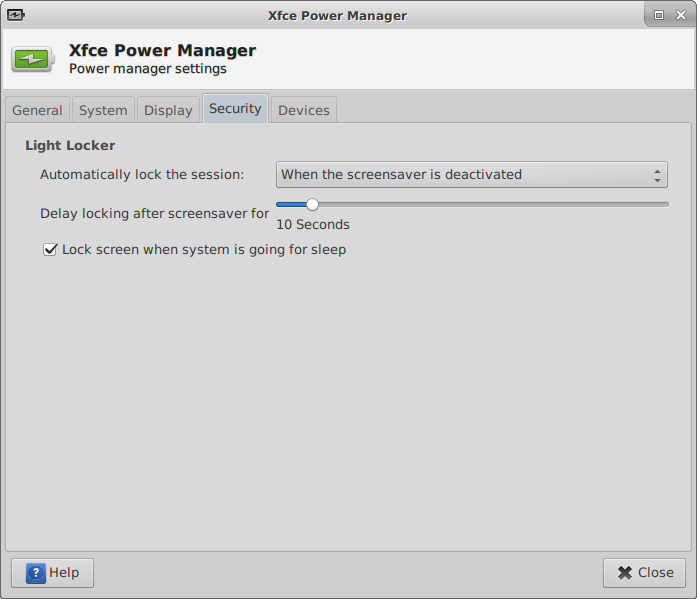 Xfce Power Manager
Xfce Power Manager
Power manager settings
General System Display Security Devices
Light Locker
Automatically lock the session: When the screensaver is deactivated
Delay locking after screensaver for
10 Seconds
Lock screen when system is going for sleep
Help Close